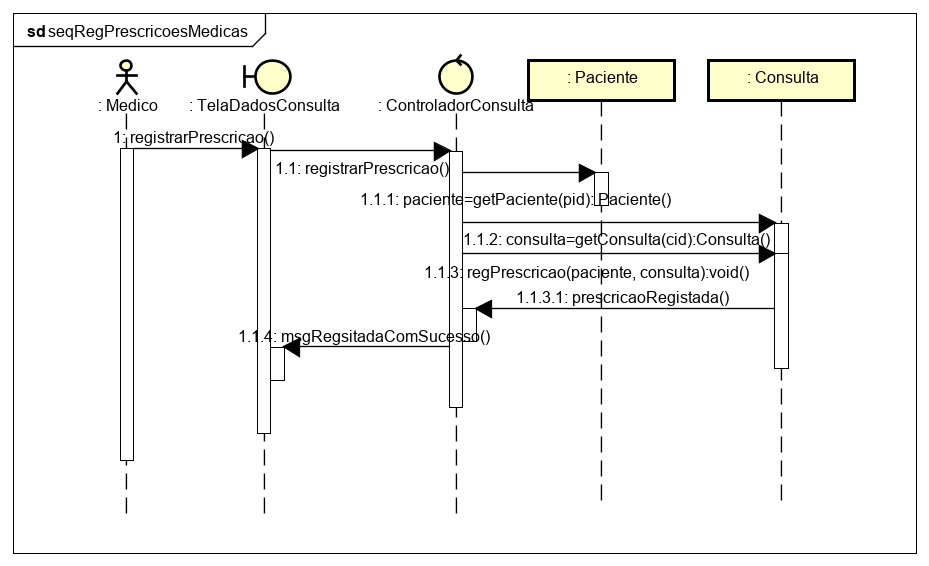 sd seqRegPrescricoesMedicas
: Paciente
: Consulta
: Medico
: TelaDadosConsulta
: ControladorConsulta
1: registrarPrescricao()
1.1: registrarPrescricao()
1.1.1: paciente=getPaciente(pid):Paciente()
1.1.2: consulta=getConsulta(cid):Consulta()
1.1.3: regPrescricao(paciente, consulta):void()
1.1.3.1: prescricaoRegistada()
1.1.4: msgRegsitadaComSucesso()